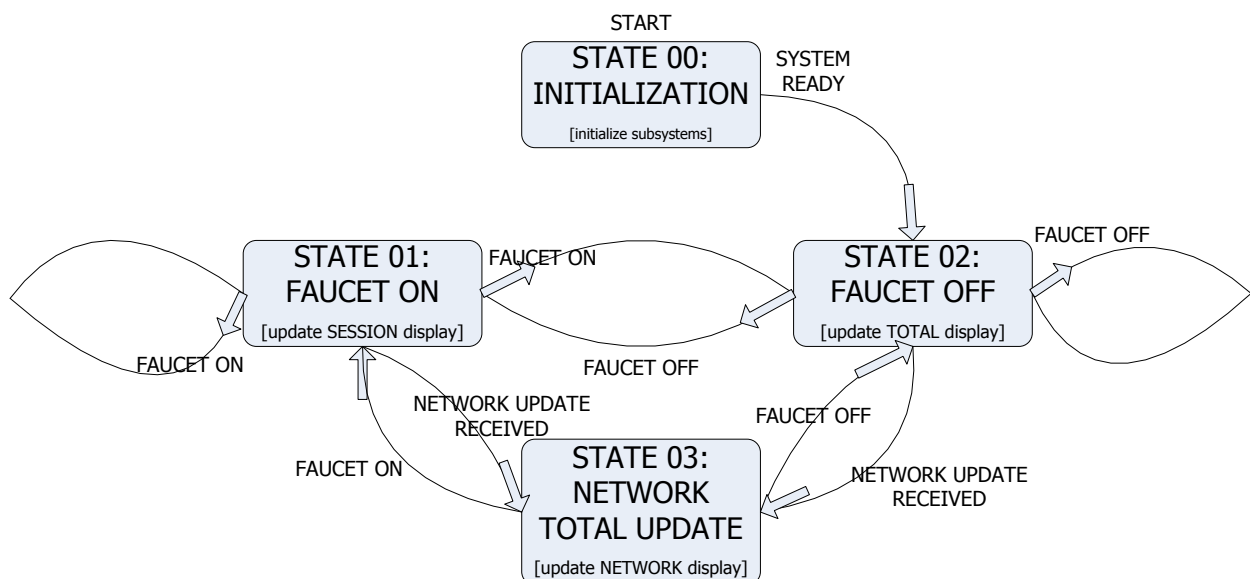 START
STATE 00:
INITIALIZATION
[initialize subsystems]
SYSTEM
READY
STATE 01:
FAUCET ON
[update SESSION display]
FAUCET ON
STATE 02:
FAUCET OFF
[update TOTAL display]
FAUCET OFF
FAUCET ON
FAUCET OFF
NETWORK UPDATE
RECEIVED
FAUCET OFF
FAUCET ON
STATE 03:
NETWORK
TOTAL UPDATE
[update NETWORK display]
NETWORK UPDATE
RECEIVED